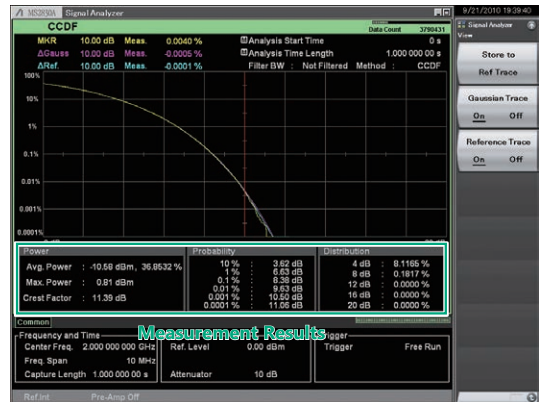 MS2830A Signal Analyzer
9/21/2010 19:39:40
CCDF
Data Count 3790431
MKR 10.00 dB Meas. 0.0040 %
Analysis Start Time 0 s
ΔGauss 10.00 dB Meas. -0.0005 %
Analysis Time Length 1.000 000 00 s
ΔRef. 10.00 dB Meas. -0.0001 %
Filter BW : Not Filtered Method : CCDF
100%
10%
1%
0.1%
0.01%
0.001%
0.0001%
Power
Avg. Power : -10.58 dBm, 36.8532 %
Max. Power : 0.81 dBm
Crest Factor : 11.39 dB
Probability
10 % : 3.62 dB
1 % : 6.63 dB
0.1 % : 8.38 dB
0.01 % : 9.63 dB
0.001 % : 10.50 dB
0.0001 % : 11.06 dB
Distribution
4 dB : 8.1165 %
8 dB : 0.1817 %
12 dB : 0.0000 %
16 dB : 0.0000 %
20 dB : 0.0000 %
Measurement Results
Common
Frequency and Time
Center Freq. 2.000 000 000 GHz
Freq. Span 10 MHz
Capture Length 1.000 000 00 s
Ref. Level 0.00 dBm
Attenuator 10 dB
Trigger
Trigger Free Run
Ref.Int Pre-Amp Off
Signal Analyzer
View
Store to
Ref Trace
Gaussian Trace
On Off
Reference Trace
On Off